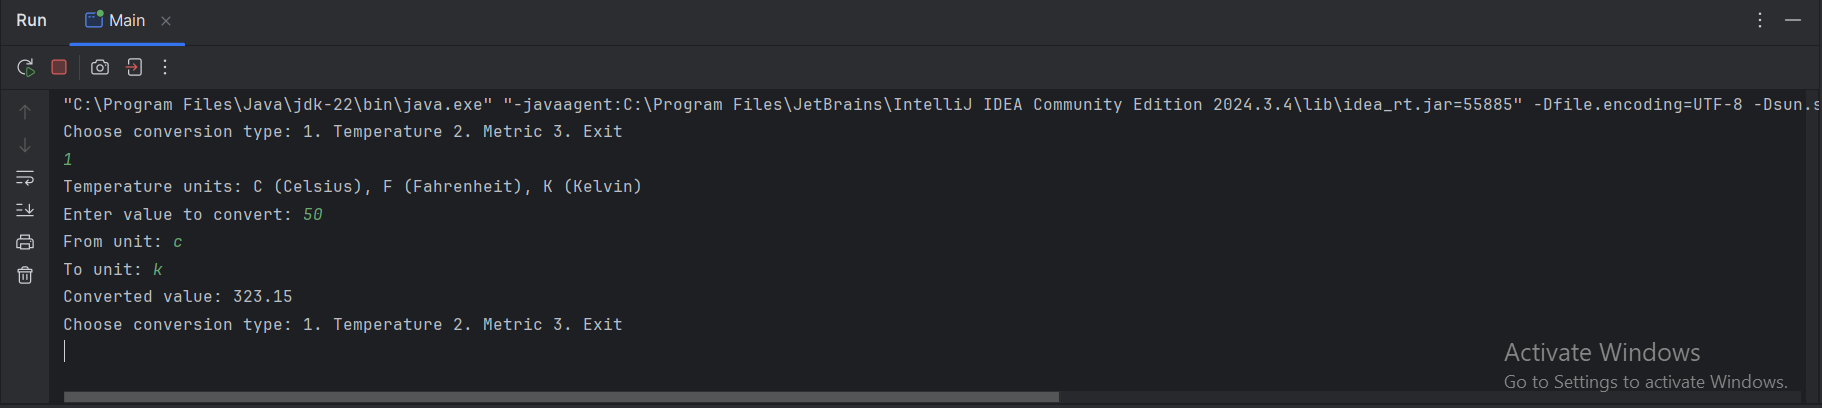 Run Main
"C:\Program Files\Java\jdk-22\bin\java.exe" "-javaagent:C:\Program Files\JetBrains\IntelliJ IDEA Community Edition 2024.3.4\lib\idea_rt.jar=55885" -Dfile.encoding=UTF-8 -Dsun.s
Choose conversion type: 1. Temperature 2. Metric 3. Exit
1
Temperature units: C (Celsius), F (Fahrenheit), K (Kelvin)
Enter value to convert: 50
From unit: c
To unit: k
Converted value: 323.15
Choose conversion type: 1. Temperature 2. Metric 3. Exit
Activate Windows
Go to Settings to activate Windows.